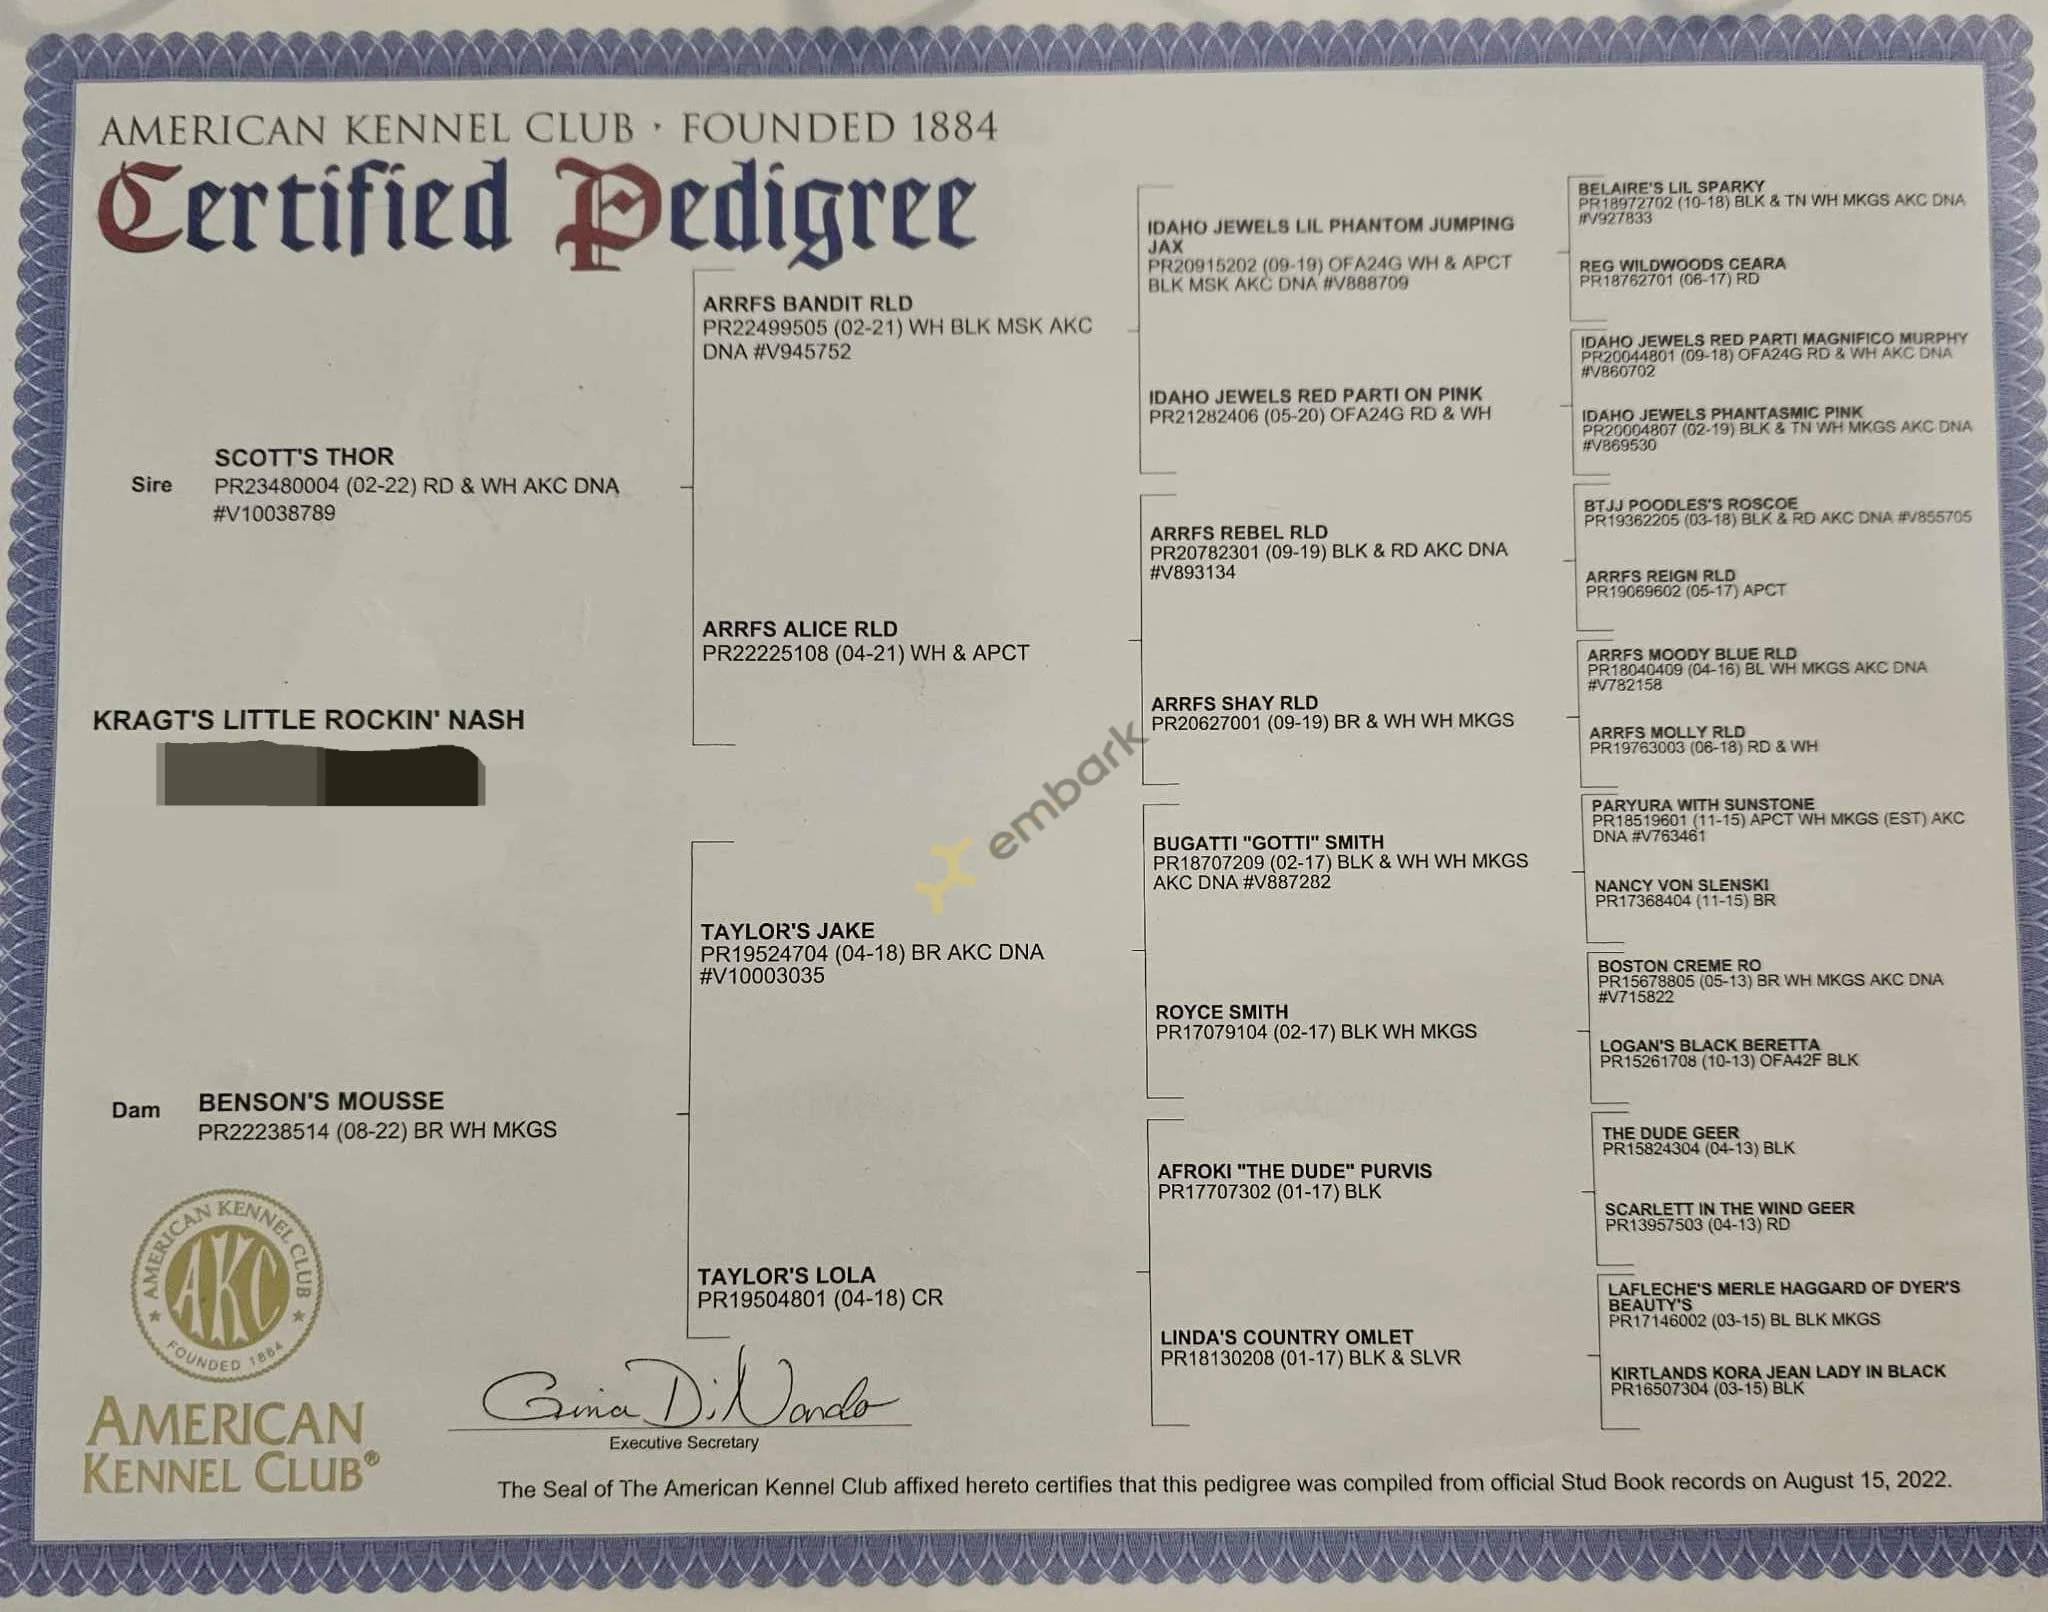 AMERICAN KENNEL CLUB · FOUNDED 1884
Certified Pedigree
Sire
SCOTT'S THOR
PR23480004 (02-22) RD & WH AKC DNA
#V10038789
KRAGT'S LITTLE ROCKIN' NASH
Dam
BENSON'S MOUSSE
PR22238514 (08-22) BR WH MKGS
ARRFS BANDIT RLD
PR22499505 (02-21) WH BLK MSK AKC
DNA #V945752
ARRFS ALICE RLD
PR22225108 (04-21) WH & APCT
TAYLOR'S JAKE
PR19524704 (04-18) BR AKC DNA
#V10003035
TAYLOR'S LOLA
PR19504801 (04-18) CR
IDAHO JEWELS LIL PHANTOM JUMPING
JAX
PR20915202 (09-19) OFA24G WH & APCT
BLK MSK AKC DNA #V888709
IDAHO JEWELS RED PARTI ON PINK
PR21282406 (05-20) OFA24G RD & WH
ARRFS REBEL RLD
PR20782301 (09-19) BLK & RD AKC DNA
#V893134
ARRFS SHAY RLD
PR20627001 (09-19) BR & WH WH MKGS
BUGATTI "GOTTI" SMITH
PR18707209 (02-17) BLK & WH WH MKGS
AKC DNA #V887282
ROYCE SMITH
PR17079104 (02-17) BLK WH MKGS
AFROKI "THE DUDE" PURVIS
PR17707302 (01-17) BLK
LINDA'S COUNTRY OMLET
PR18130208 (01-17) BLK & SLVR
BELAIRE'S LIL SPARKY
PR18972702 (10-18) BLK & TN WH MKGS AKC DNA
#V927833
REG WILDWOODS CEARA
PR18762701 (06-17) RD
IDAHO JEWELS RED PARTI MAGNIFICO MURPHY
PR20044801 (09-18) OFA24G RD & WH AKC DNA
#V860702
IDAHO JEWELS PHANTASMIC PINK
PR20004807 (02-19) BLK & TN WH MKGS AKC DNA
#V869530
BTJJ POODLES'S ROSCOE
PR19362205 (03-18) BLK & RD AKC DNA #V855705
ARRFS REIGN RLD
PR19069602 (05-17) APCT
ARRFS MOODY BLUE RLD
PR18040409 (04-16) BL WH MKGS AKC DNA
#V782158
ARRFS MOLLY RLD
PR19763003 (06-18) RD & WH
PARYURA WITH SUNSTONE
PR18519601 (11-15) APCT WH MKGS (EST) AKC
DNA #V763461
NANCY VON SLENSKI
PR17368404 (11-15) BR
BOSTON CREME RO
PR15678805 (05-13) BR WH MKGS AKC DNA
#V715822
LOGAN'S BLACK BERETTA
PR15261708 (10-13) OFA42F BLK
THE DUDE GEER
PR15824304 (04-13) BLK
SCARLETT IN THE WIND GEER
PR13957503 (04-13) RD
LAFLECHE'S MERLE HAGGARD OF DYER'S
BEAUTY'S
PR17146002 (03-15) BL BLK MKGS
KIRTLANDS KORA JEAN LADY IN BLACK
PR16507304 (03-15) BLK
embark
AMERICAN KENNEL CLUB
AKC
FOUNDED 1884
AMERICAN
KENNEL CLUB®
Gina DiNardo
Executive Secretary
The Seal of The American Kennel Club affixed hereto certifies that this pedigree was compiled from official Stud Book records on August 15, 2022.